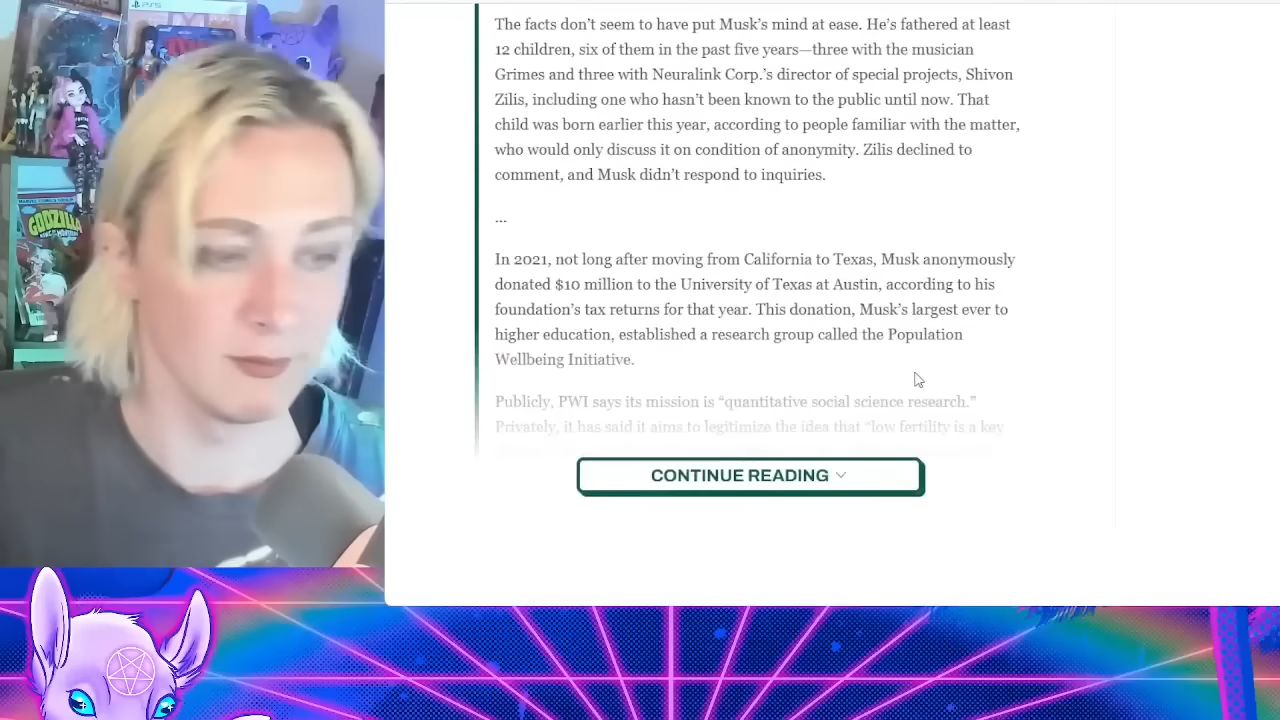 PS5
GODZILLA
The facts don’t seem to have put Musk’s mind at ease. He’s fathered at least
12 children, six of them in the past five years—three with the musician
Grimes and three with Neuralink Corp.’s director of special projects, Shivon
Zilis, including one who hasn’t been known to the public until now. That
child was born earlier this year, according to people familiar with the matter,
who would only discuss it on condition of anonymity. Zilis declined to
comment, and Musk didn’t respond to inquiries.
...
In 2021, not long after moving from California to Texas, Musk anonymously
donated $10 million to the University of Texas at Austin, according to his
foundation’s tax returns for that year. This donation, Musk’s largest ever to
higher education, established a research group called the Population
Wellbeing Initiative.
Publicly, PWI says its mission is “quantitative social science research.”
Privately, it has said it aims to legitimize the idea that “low fertility is a key
CONTINUE READING